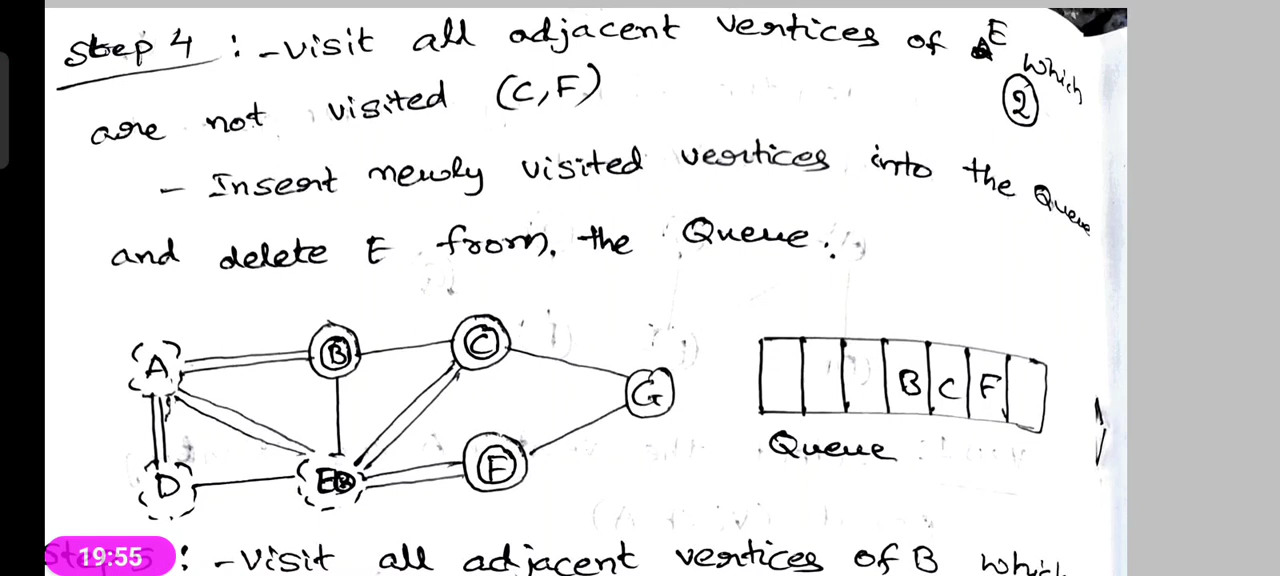 Step 4 : - visit all adjacent vertices of E which
②
are not visited (C, F)
- Insert newly visited vertices into the Queue
and delete E from the Queue.
A B C G
D E F
B C F
Queue
19:55
: - Visit all adjacent vertices of B which